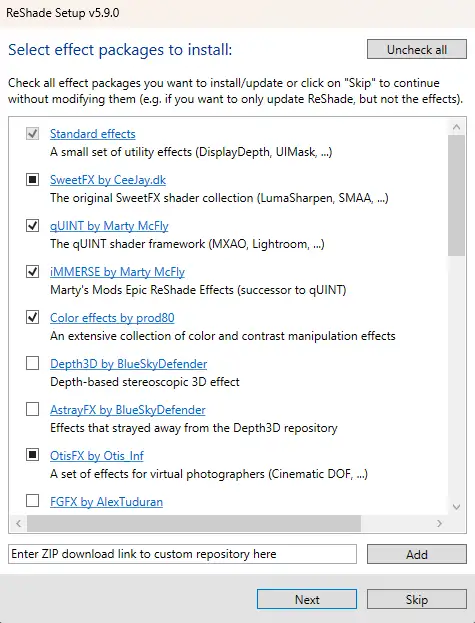 ReShade Setup v5.9.0
Select effect packages to install:
Uncheck all
Check all effect packages you want to install/update or click on "Skip" to continue
without modifying them (e.g. if you want to only update ReShade, but not the effects).
Standard effects
A small set of utility effects (DisplayDepth, UIMask, ...)
SweetFX by CeeJay.dk
The original SweetFX shader collection (LumaSharpen, SMAA, ...)
qUINT by Marty McFly
The qUINT shader framework (MXAO, Lightroom, ...)
iMMERSE by Marty McFly
Marty's Mods Epic ReShade Effects (successor to qUINT)
Color effects by prod80
An extensive collection of color and contrast manipulation effects
Depth3D by BlueSkyDefender
Depth-based stereoscopic 3D effect
AstrayFX by BlueSkyDefender
Effects that strayed away from the Depth3D repository
OtisFX by Otis_Inf
A set of effects for virtual photographers (Cinematic DOF, ...)
FGFX by AlexTuduran
Enter ZIP download link to custom repository here
Add
Next
Skip